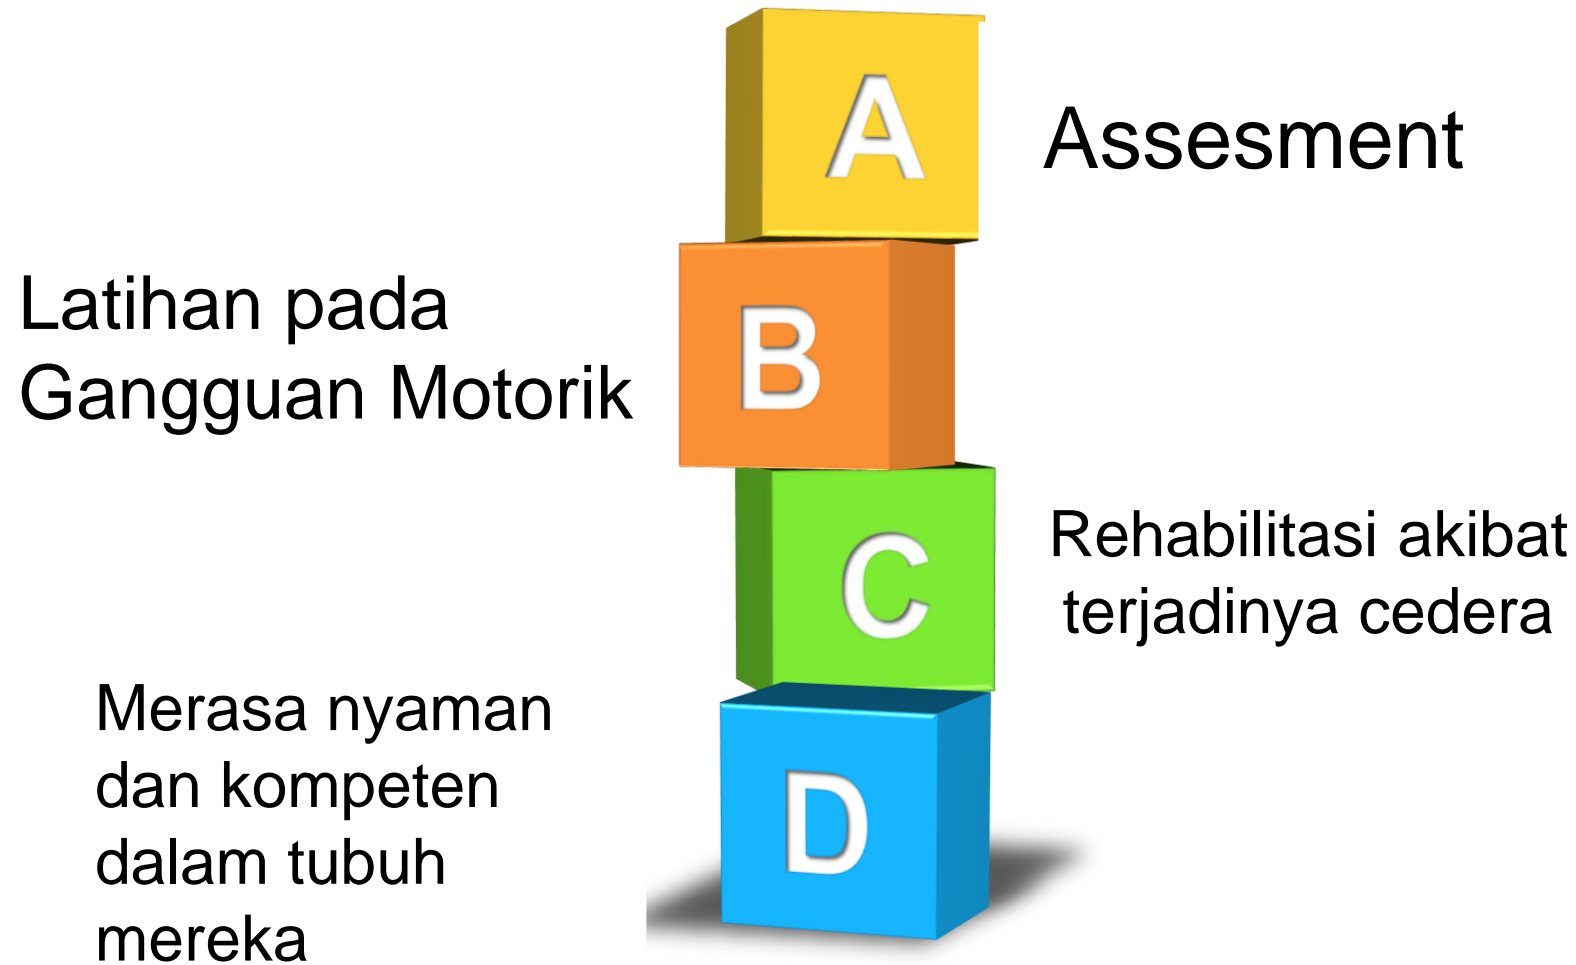 A
Assesment
Latihan pada
Gangguan Motorik
B
C
Rehabilitasi akibat
terjadinya cedera
Merasa nyaman
dan kompeten
dalam tubuh
mereka
D